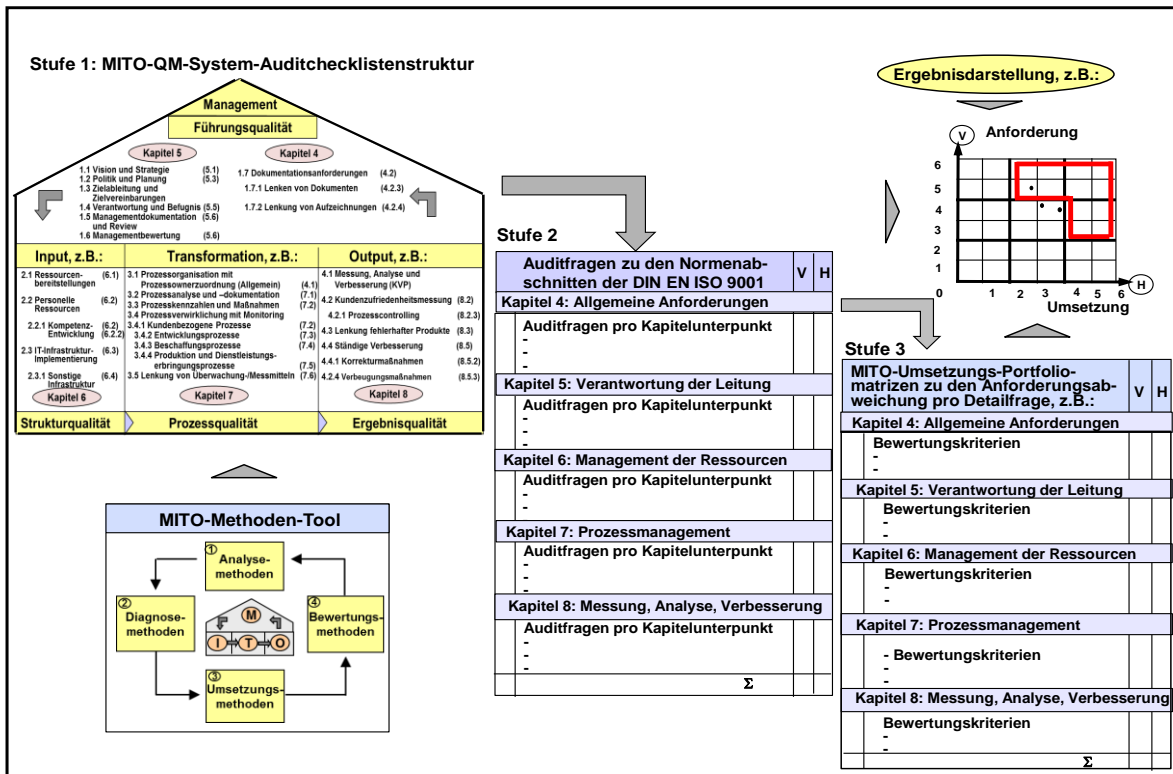 Stufe 1: MITO-QM-System-Auditchecklistenstruktur
Management
Führungsqualität
Kapitel 5
Kapitel 4
1.1 Vision und Strategie (5.1)
1.2 Politik und Planung (5.3)
1.3 Zielableitung und
Zielvereinbarungen
1.4 Verantwortung und Befugnis (5.5)
1.5 Managementdokumentation (5.6)
und Review
1.6 Managementbewertung (5.6)
1.7 Dokumentationsanforderungen (4.2)
1.7.1 Lenken von Dokumenten (4.2.3)
1.7.2 Lenkung von Aufzeichnungen (4.2.4)
Input, z.B.:
2.1 Ressourcen- (6.1)
bereitstellungen
2.2 Personelle (6.2)
Ressourcen
2.2.1 Kompetenz- (6.2)
Entwicklung (6.2.2)
2.3 IT-Infrastruktur- (6.3)
Implementierung
2.3.1 Sonstige (6.4)
Infrastruktur
Kapitel 6
Strukturqualität
Transformation, z.B.:
3.1 Prozessorganisation mit
Prozessownerzuordnung (Allgemein) (4.1)
3.2 Prozessanalyse und –dokumentation (7.1)
3.3 Prozesskennzahlen und Maßnahmen (7.2)
3.4 Prozessverwirklichung mit Monitoring
3.4.1 Kundenbezogene Prozesse (7.2)
3.4.2 Entwicklungsprozesse (7.3)
3.4.3 Beschaffungsprozesse (7.4)
3.4.4 Produktion und Dienstleistungs-
erbringungsprozesse (7.5)
3.5 Lenkung von Überwachung-/Messmitteln (7.6)
Kapitel 7
Prozessqualität
Output, z.B.:
4.1 Messung, Analyse und
Verbesserung (KVP)
4.2 Kundenzufriedenheitsmessung (8.2)
4.2.1 Prozesscontrolling (8.2.3)
4.3 Lenkung fehlerhafter Produkte (8.3)
4.4 Ständige Verbesserung (8.5)
4.4.1 Korrekturmaßnahmen (8.5.2)
4.2.4 Verbeugungsmaßnahmen (8.5.3)
Kapitel 8
Ergebnisqualität
MITO-Methoden-Tool
1
Analyse-
methoden
2
Diagnose-
methoden
M
I T O
4
Bewertungs-
methoden
3
Umsetzungs-
methoden
Stufe 2
Auditfragen zu den Normenab-
schnitten der DIN EN ISO 9001
V H
Kapitel 4: Allgemeine Anforderungen
Auditfragen pro Kapitelunterpunkt
-
-
-
Kapitel 5: Verantwortung der Leitung
Auditfragen pro Kapitelunterpunkt
-
-
-
Kapitel 6: Management der Ressourcen
Auditfragen pro Kapitelunterpunkt
-
-
Kapitel 7: Prozessmanagement
Auditfragen pro Kapitelunterpunkt
-
-
-
Kapitel 8: Messung, Analyse, Verbesserung
Auditfragen pro Kapitelunterpunkt
-
-
-
Σ
Ergebnisdarstellung, z.B.:
V
Anforderung
6
5
4
3
2
1
0 1 2 3 4 5 6
H
Umsetzung
Stufe 3
MITO-Umsetzungs-Portfolio-
matrizen zu den Anforderungsab-
weichung pro Detailfrage, z.B.:
V H
Kapitel 4: Allgemeine Anforderungen
Bewertungskriterien
-
-
Kapitel 5: Verantwortung der Leitung
Bewertungskriterien
-
-
Kapitel 6: Management der Ressourcen
Bewertungskriterien
-
-
Kapitel 7: Prozessmanagement
- Bewertungskriterien
-
-
Kapitel 8: Messung, Analyse, Verbesserung
Bewertungskriterien
-
-
Σ